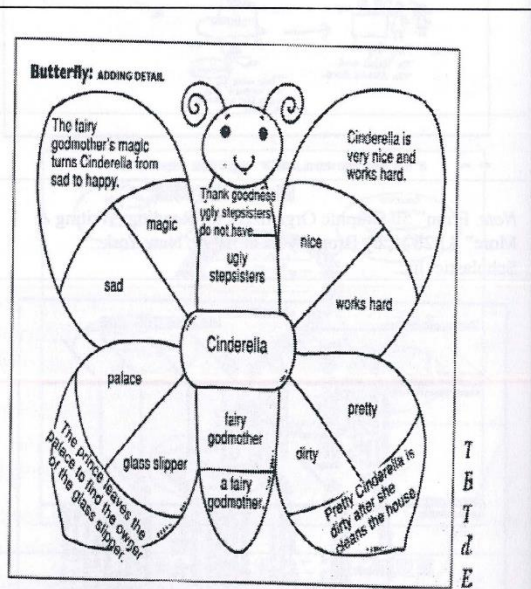 Butterfly: ADDING DETAIL
The fairy
godmother's magic
turns Cinderella from
sad to happy.
Cinderella is
very nice and
works hard.
Thank goodness
ugly stepsisters
do not have
magic
nice
sad
ugly
stepsisters
works hard
Cinderella
palace
pretty
fairy
godmother
glass slipper
dirty
a fairy
godmother.
The prince leaves the
palace to find the owner
of the glass slipper.
Pretty Cinderella is
dirty after she
cleans the house.